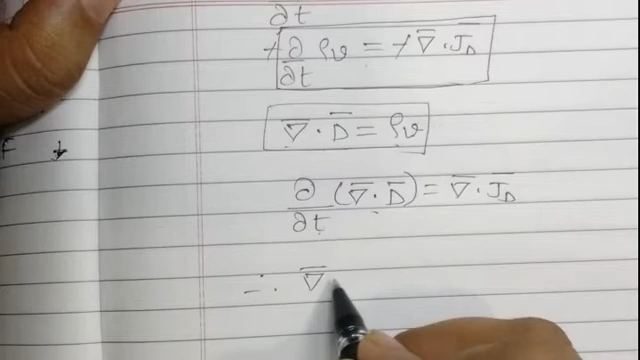 ∂t
+∂/∂t ρv = +∇̅ · J̅D
∇̅ · D̅ = ρv
∂/∂t (∇̅ · D̅) = ∇̅ · J̅D
∴ ∇̅